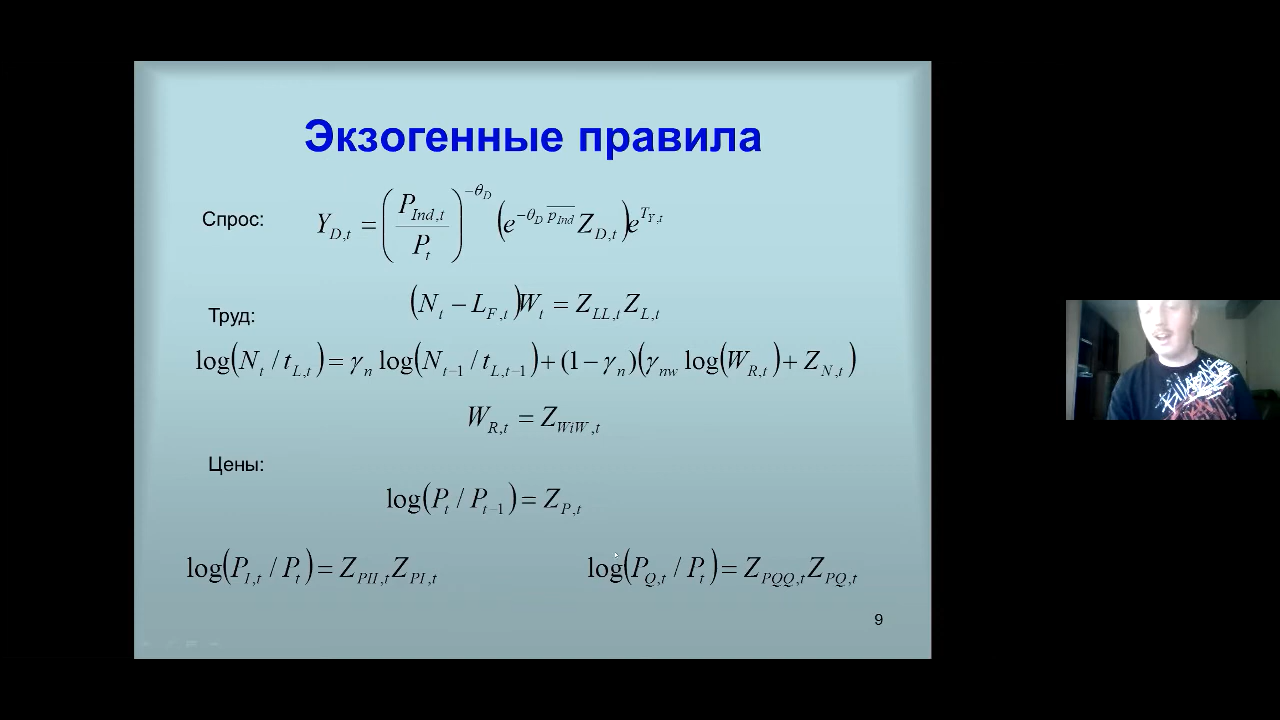 Экзогенные правила
Спрос: Y_{D,t} = (P_{Ind,t} / P_t)^{-θ_D} (e^{-θ_D \overline{p_{Ind}}} Z_{D,t}) e^{T_{Y,t}}
(N_t − L_{F,t})W_t = Z_{LL,t} Z_{L,t}
Труд:
log(N_t / t_{L,t}) = γ_n log(N_{t−1} / t_{L,t−1}) + (1 − γ_n)(γ_{nw} log(W_{R,t}) + Z_{N,t})
W_{R,t} = Z_{WiW,t}
Цены:
log(P_t / P_{t−1}) = Z_{P,t}
log(P_{I,t} / P_t) = Z_{PII,t} Z_{PI,t} log(P_{Q,t} / P_t) = Z_{PQQ,t} Z_{PQ,t}
9